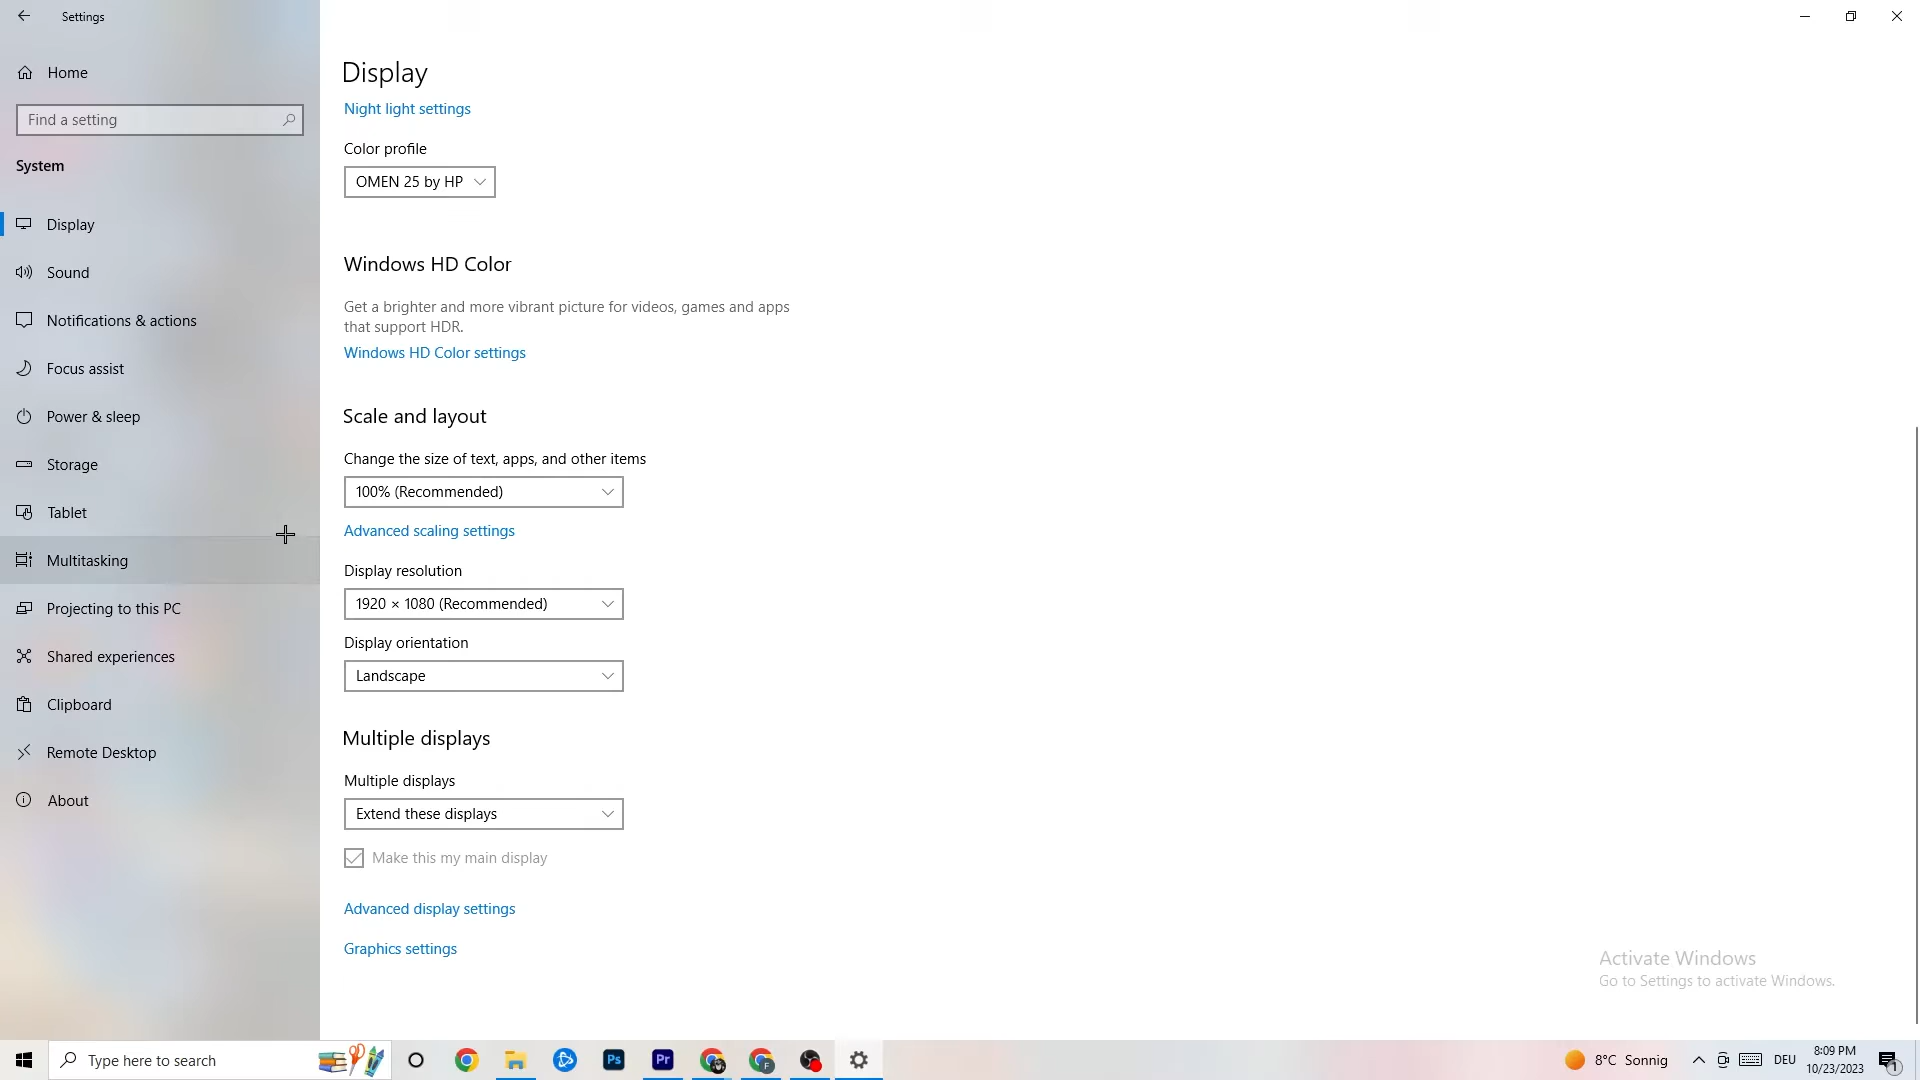 Settings
Home
Find a setting
System
Display
Sound
Notifications & actions
Focus assist
Power & sleep
Storage
Tablet
Multitasking
Projecting to this PC
Shared experiences
Clipboard
Remote Desktop
About
Display
Night light settings
Color profile
OMEN 25 by HP
Windows HD Color
Get a brighter and more vibrant picture for videos, games and apps
that support HDR.
Windows HD Color settings
Scale and layout
Change the size of text, apps, and other items
100% (Recommended)
Advanced scaling settings
Display resolution
1920 × 1080 (Recommended)
Display orientation
Landscape
Multiple displays
Multiple displays
Extend these displays
Make this my main display
Advanced display settings
Graphics settings
Activate Windows
Go to Settings to activate Windows.
Type here to search
Ps
Pr
F
8°C Sonnig
DEU
8:09 PM
10/23/2023
1